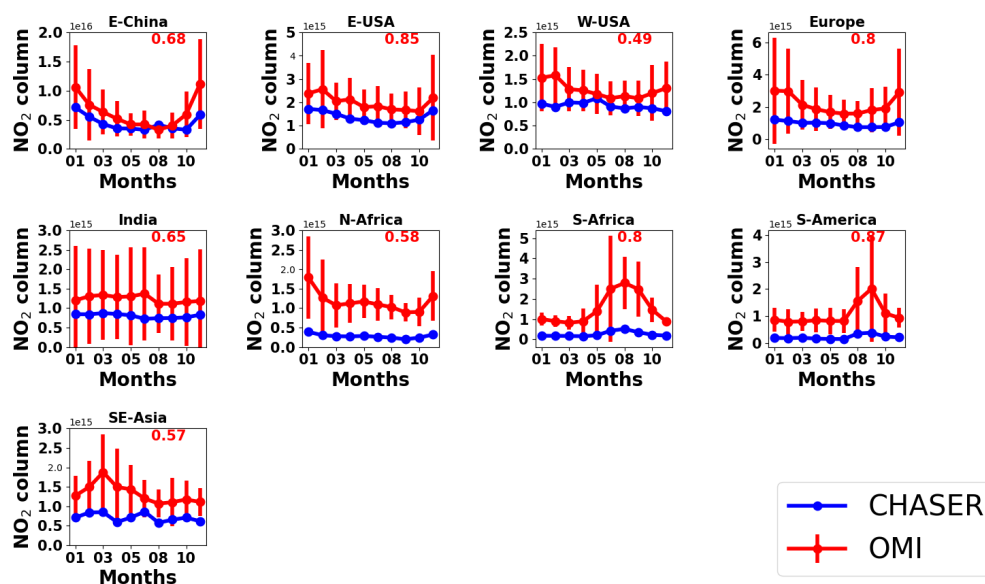 E-China
1e16
0.68
2.0
1.5
1.0
0.5
0.0
NO₂ column
01 03 05 08 10
Months
E-USA
1e15
0.85
5
4
3
2
1
0
NO₂ column
01 03 05 08 10
Months
W-USA
1e15
0.49
2.5
2.0
1.5
1.0
0.5
0.0
NO₂ column
01 03 05 08 10
Months
Europe
1e15
0.8
6
4
2
0
NO₂ column
01 03 05 08 10
Months
India
1e15
0.65
3.0
2.5
2.0
1.5
1.0
0.5
0.0
NO₂ column
01 03 05 08 10
Months
N-Africa
1e15
0.58
3.0
2.5
2.0
1.5
1.0
0.5
0.0
NO₂ column
01 03 05 08 10
Months
S-Africa
1e15
0.8
5
4
3
2
1
0
NO₂ column
01 03 05 08 10
Months
S-America
1e15
0.87
4
3
2
1
0
NO₂ column
01 03 05 08 10
Months
SE-Asia
1e15
0.57
3.0
2.5
2.0
1.5
1.0
0.5
0.0
NO₂ column
01 03 05 08 10
Months
CHASER
OMI